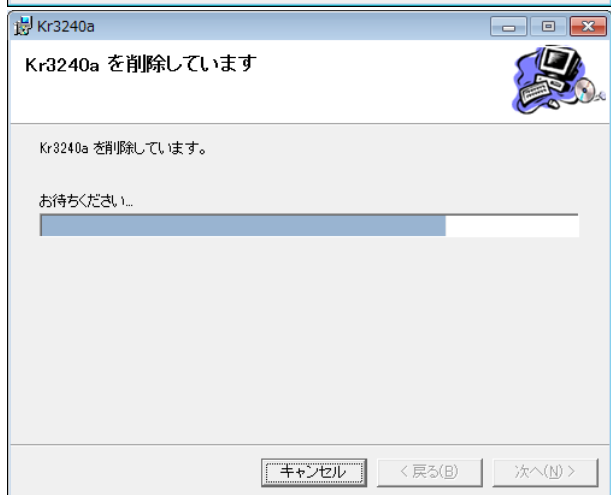 Kr3240a
Kr3240a を削除しています
Kr3240a を削除しています。
お待ちください...
キャンセル
< 戻る(B)
次へ(N) >